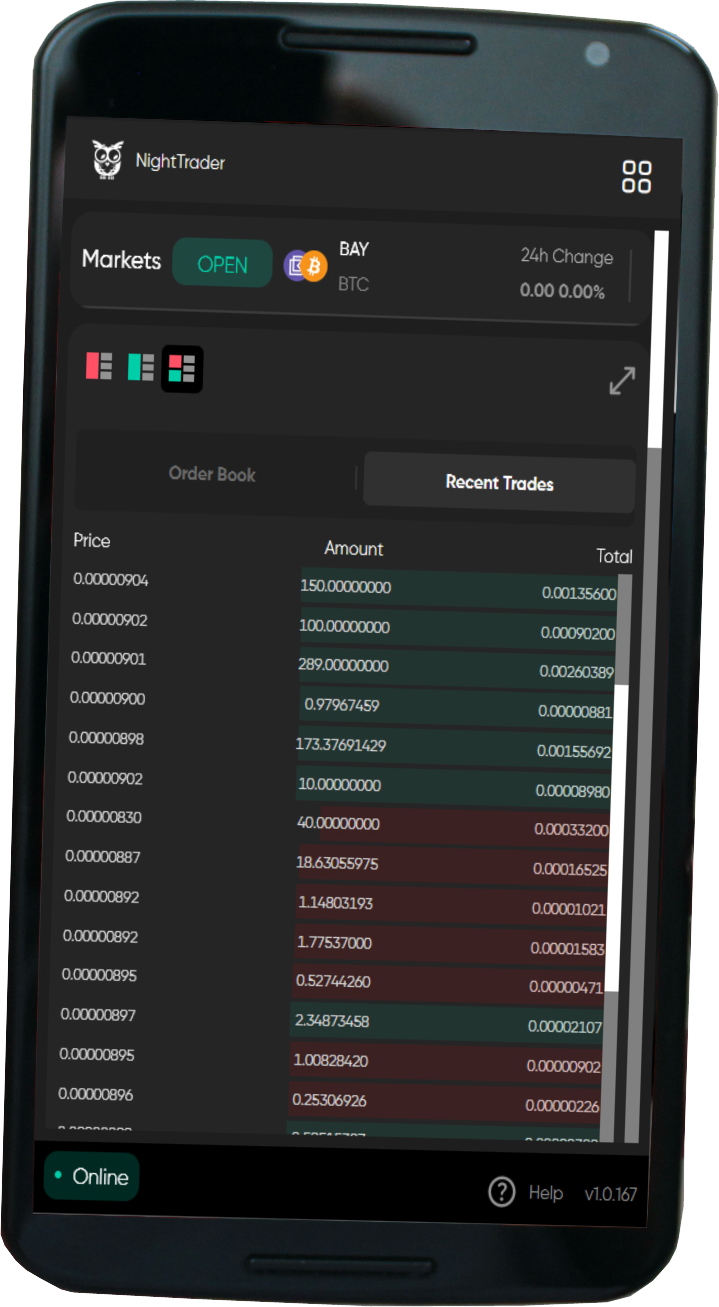 NightTrader
Markets OPEN BAY BTC 24h Change 0.00 0.00%
Order Book Recent Trades
Price Amount Total
0.00000904 150.00000000 0.00135600
0.00000902 100.00000000 0.00090200
0.00000901 289.00000000 0.00260389
0.00000900 0.97967459 0.00000881
0.00000898 173.37691429 0.00155692
0.00000902 10.00000000 0.00008980
0.00000830 40.00000000 0.00033200
0.00000887 18.63055975 0.00016525
0.00000892 1.14803193 0.00001021
0.00000892 1.77537000 0.00001583
0.00000895 0.52744260 0.00000471
0.00000897 2.34873458 0.00002107
0.00000895 1.00828420 0.00000902
0.00000896 0.25306926 0.00000226
Online ? Help v1.0.167